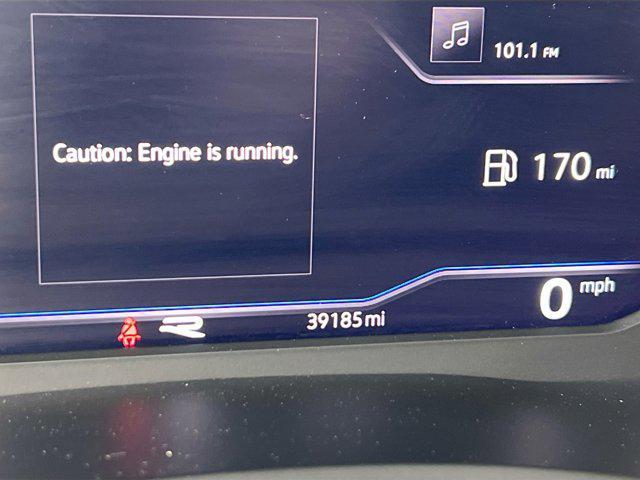 101.1 FM
Caution: Engine is running.
170 mi
0 mph
39185 mi